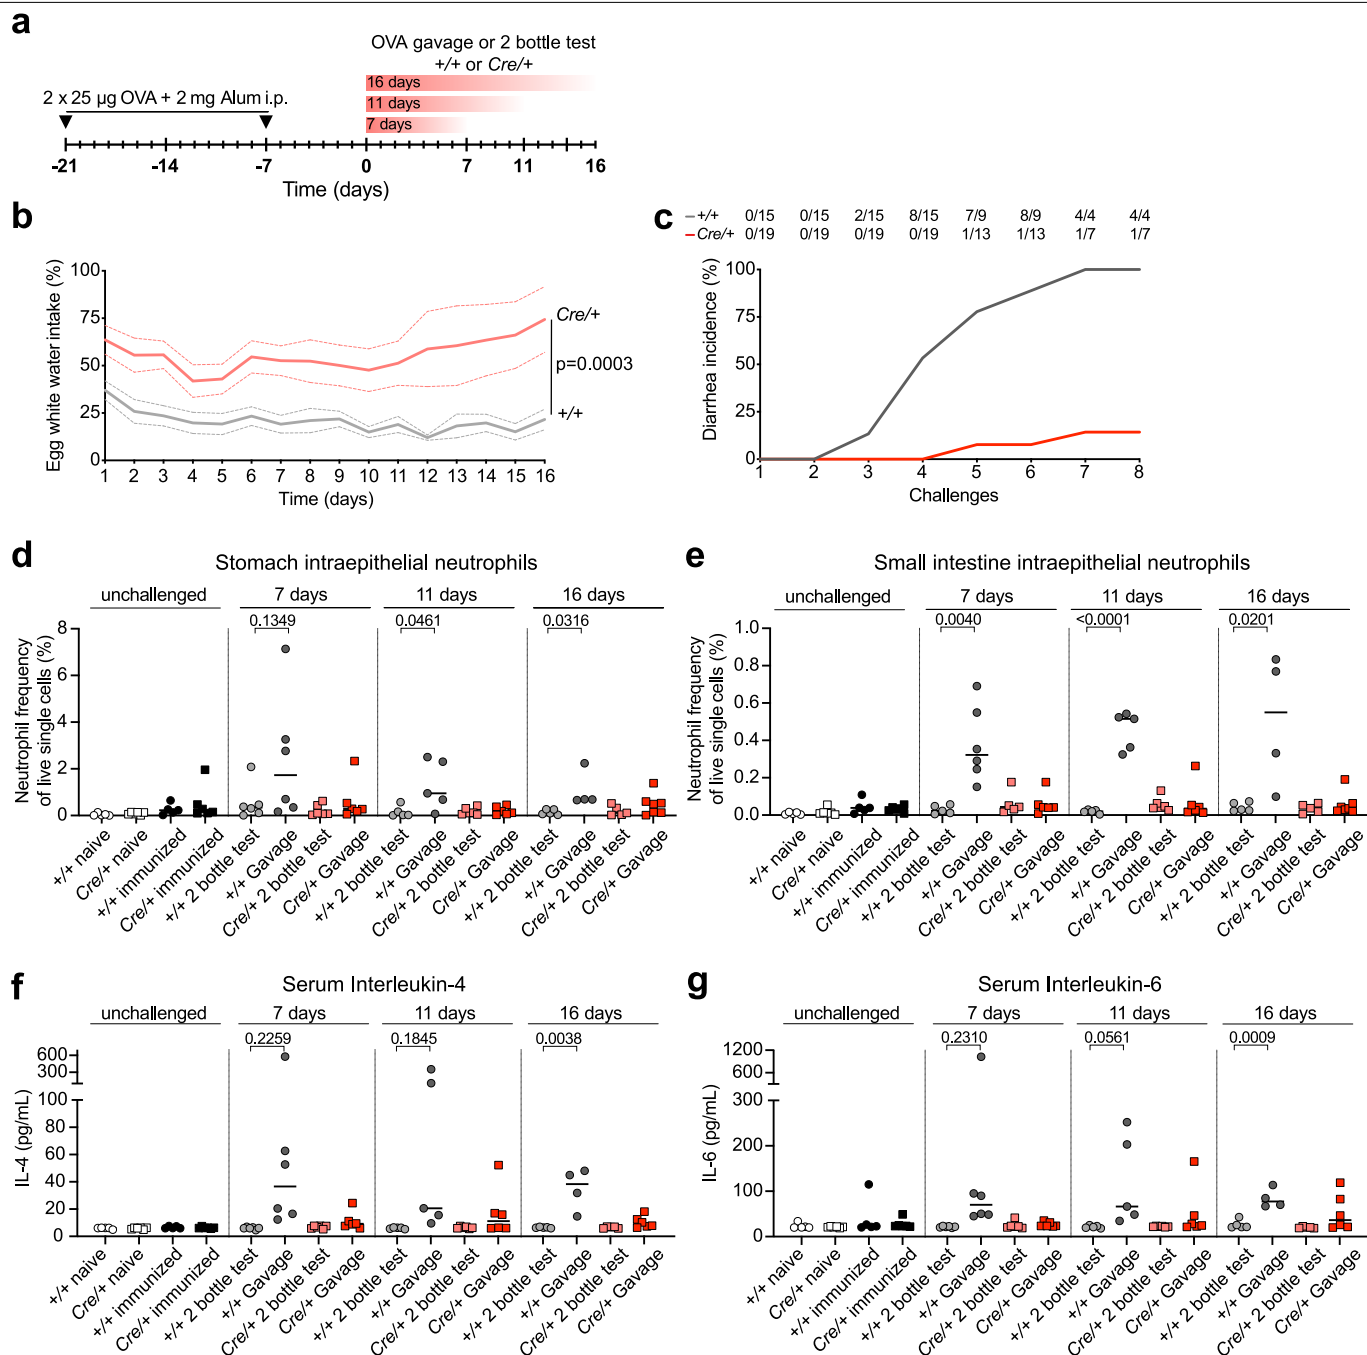 a
OVA gavage or 2 bottle test
+/+ or Cre/+
16 days
11 days
7 days
2 x 25 µg OVA + 2 mg Alum i.p.
-21 -14 -7 0 7 11 16
Time (days)
b
Egg white water intake (%)
100
75
50
25
0
Cre/+
p=0.0003
+/+
1 2 3 4 5 6 7 8 9 10 11 12 13 14 15 16
Time (days)
c
+/+ 0/15 0/15 2/15 8/15 7/9 8/9 4/4 4/4
Cre/+ 0/19 0/19 0/19 0/19 1/13 1/13 1/7 1/7
Diarrhea incidence (%)
100
75
50
25
0
1 2 3 4 5 6 7 8
Challenges
d
Stomach intraepithelial neutrophils
unchallenged 7 days 11 days 16 days
0.1349 0.0461 0.0316
Neutrophil frequency
of live single cells (%)
8
6
4
2
0
+/+ naive
Cre/+ naive
+/+ immunized
Cre/+ immunized
+/+ 2 bottle test
+/+ Gavage
Cre/+ 2 bottle test
Cre/+ Gavage
+/+ 2 bottle test
+/+ Gavage
Cre/+ 2 bottle test
Cre/+ Gavage
+/+ 2 bottle test
+/+ Gavage
Cre/+ 2 bottle test
Cre/+ Gavage
e
Small intestine intraepithelial neutrophils
unchallenged 7 days 11 days 16 days
0.0040 <0.0001 0.0201
Neutrophil frequency
of live single cells (%)
1.0
0.8
0.6
0.4
0.2
0.0
+/+ naive
Cre/+ naive
+/+ immunized
Cre/+ immunized
+/+ 2 bottle test
+/+ Gavage
Cre/+ 2 bottle test
Cre/+ Gavage
+/+ 2 bottle test
+/+ Gavage
Cre/+ 2 bottle test
Cre/+ Gavage
+/+ 2 bottle test
+/+ Gavage
Cre/+ 2 bottle test
Cre/+ Gavage
f
Serum Interleukin-4
unchallenged 7 days 11 days 16 days
0.2259 0.1845 0.0038
IL-4 (pg/mL)
600
300
100
80
60
40
20
0
+/+ naive
Cre/+ naive
+/+ immunized
Cre/+ immunized
+/+ 2 bottle test
+/+ Gavage
Cre/+ 2 bottle test
Cre/+ Gavage
+/+ 2 bottle test
+/+ Gavage
Cre/+ 2 bottle test
Cre/+ Gavage
+/+ 2 bottle test
+/+ Gavage
Cre/+ 2 bottle test
Cre/+ Gavage
g
Serum Interleukin-6
unchallenged 7 days 11 days 16 days
0.2310 0.0561 0.0009
IL-6 (pg/mL)
1200
600
300
200
100
0
+/+ naive
Cre/+ naive
+/+ immunized
Cre/+ immunized
+/+ 2 bottle test
+/+ Gavage
Cre/+ 2 bottle test
Cre/+ Gavage
+/+ 2 bottle test
+/+ Gavage
Cre/+ 2 bottle test
Cre/+ Gavage
+/+ 2 bottle test
+/+ Gavage
Cre/+ 2 bottle test
Cre/+ Gavage